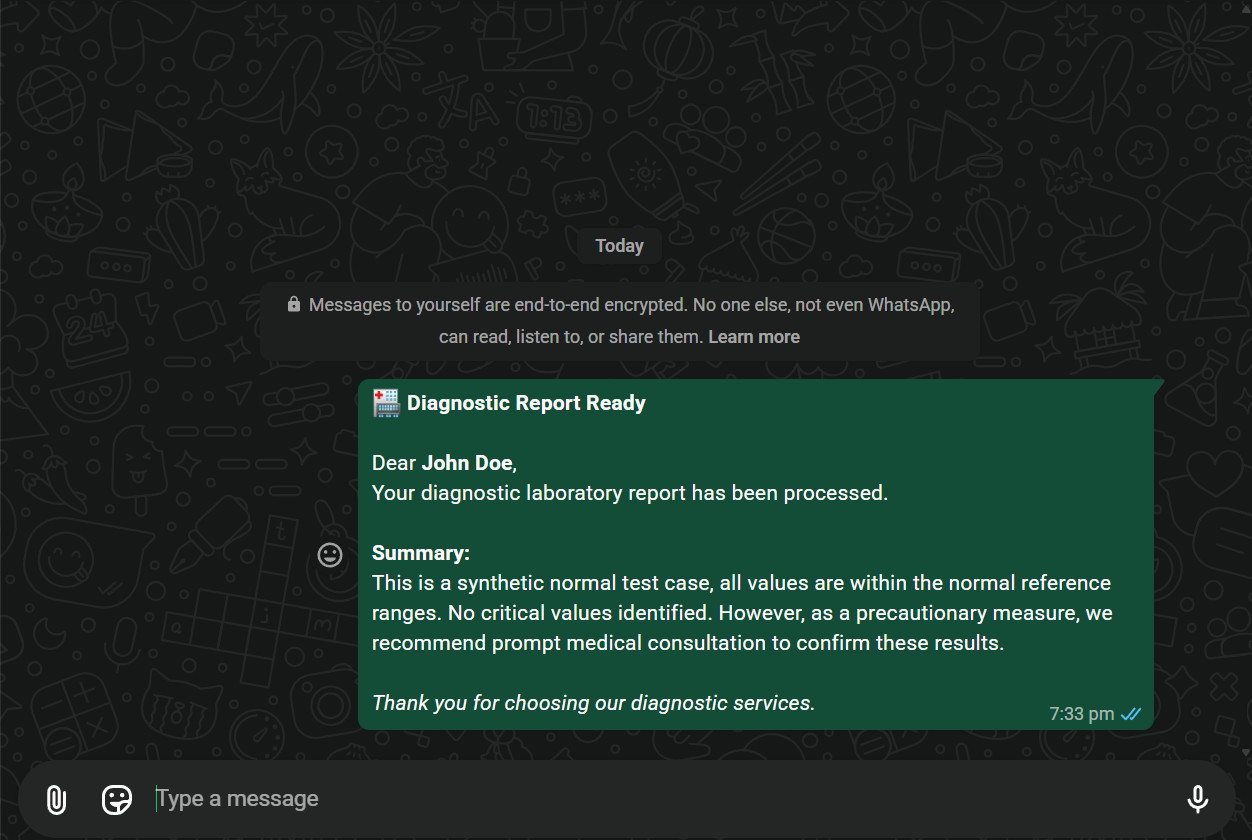 Today
Messages to yourself are end-to-end encrypted. No one else, not even WhatsApp,
can read, listen to, or share them. Learn more
Diagnostic Report Ready
Dear John Doe,
Your diagnostic laboratory report has been processed.
Summary:
This is a synthetic normal test case, all values are within the normal reference
ranges. No critical values identified. However, as a precautionary measure, we
recommend prompt medical consultation to confirm these results.
Thank you for choosing our diagnostic services.
7:33 pm
Type a message